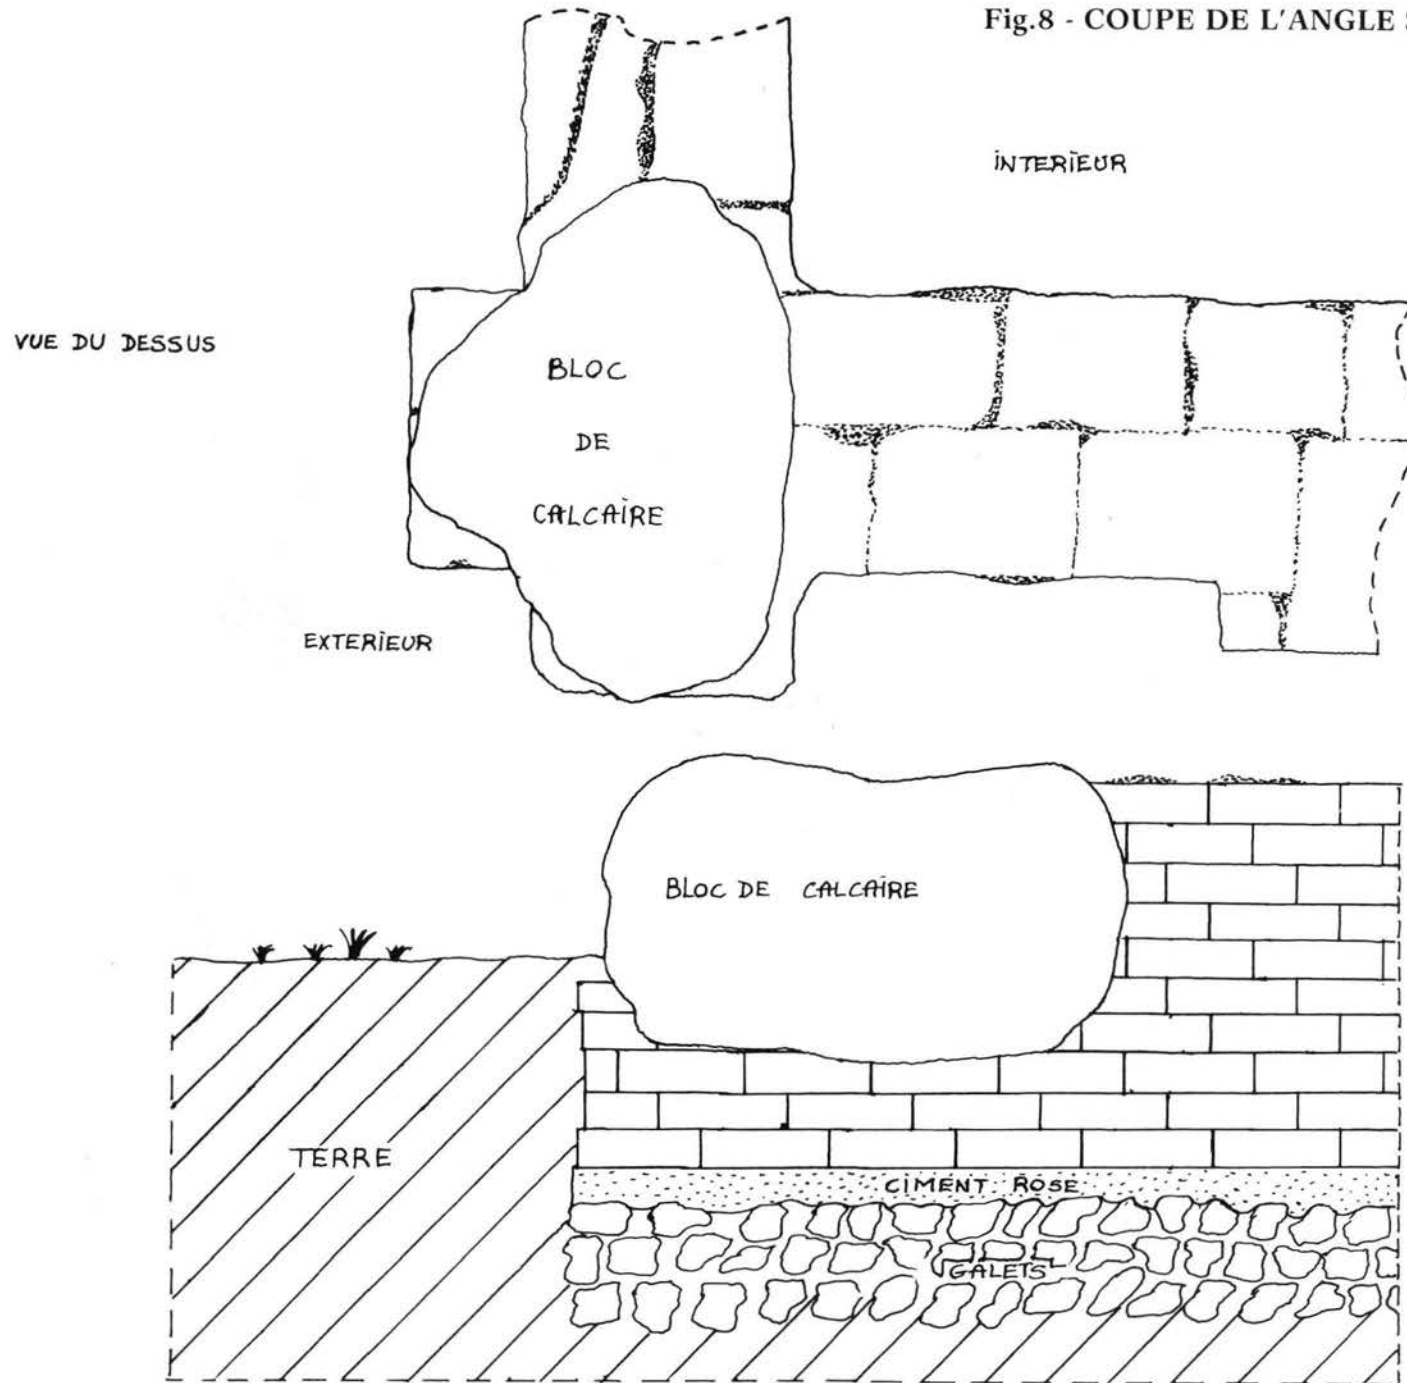 Fig.8 - COUPE DE L'ANGLE
INTERIEUR
VUE DU DESSUS
BLOC
DE
CALCAIRE
EXTERIEUR
BLOC DE CALCAIRE
TERRE
CIMENT ROSE
GALETS